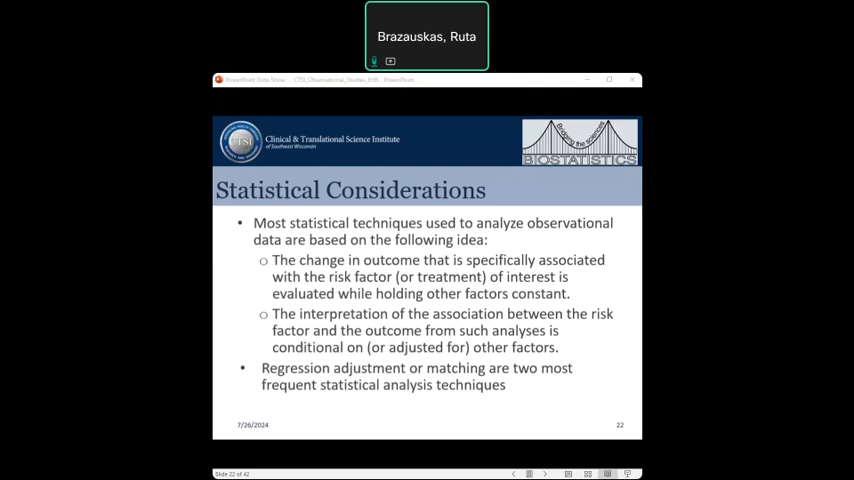 Brazauskas, Ruta
PowerPoint Slide Show - CTSI_Observational_Studies_EHR - PowerPoint
CTSI
Clinical & Translational Science Institute
of Southeast Wisconsin
Bridging the Sciences
BIOSTATISTICS
Statistical Considerations
• Most statistical techniques used to analyze observational
data are based on the following idea:
○ The change in outcome that is specifically associated
with the risk factor (or treatment) of interest is
evaluated while holding other factors constant.
○ The interpretation of the association between the risk
factor and the outcome from such analyses is
conditional on (or adjusted for) other factors.
• Regression adjustment or matching are two most
frequent statistical analysis techniques
7/26/2024
22
Slide 22 of 42